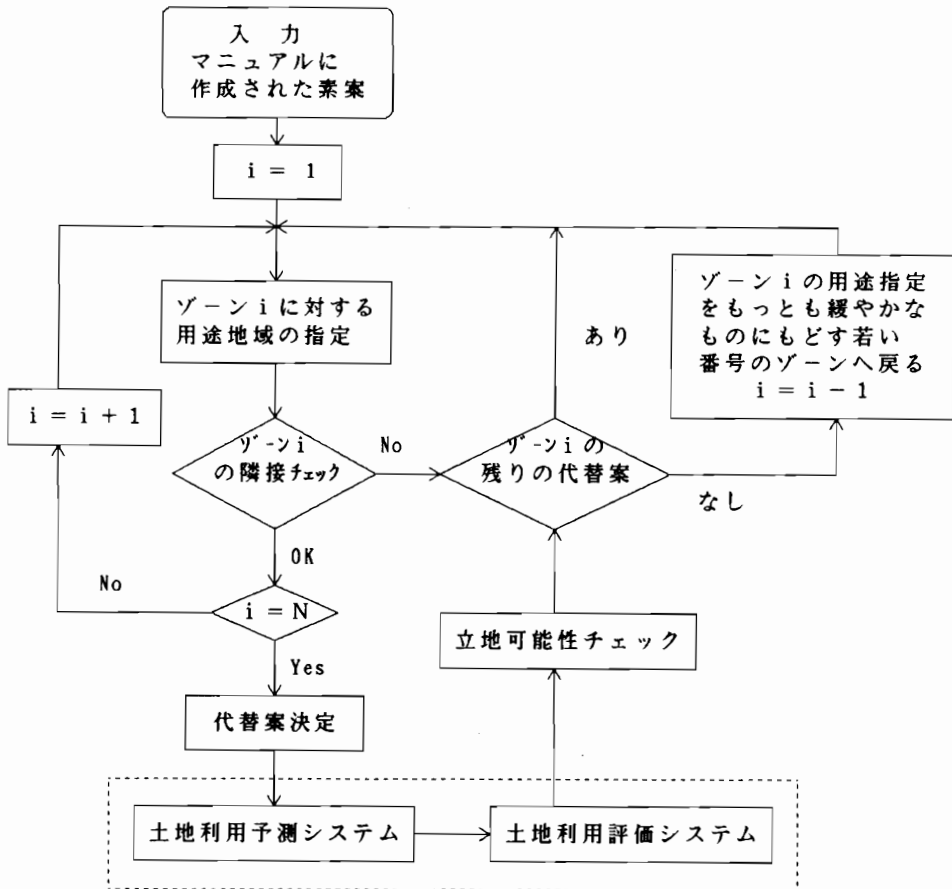 入 力
マニュアルに
作成された素案
i = 1
ゾーンiに対する
用途地域の指定
あり
ゾーンiの用途指定
をもっとも緩やかな
ものにもどす若い
番号のゾーンへ戻る
i = i - 1
i = i + 1
ゾーンi
の隣接チェック
No
ゾーンiの
残りの代替案
なし
OK
No
i = N
立地可能性チェック
Yes
代替案決定
土地利用予測システム
土地利用評価システム